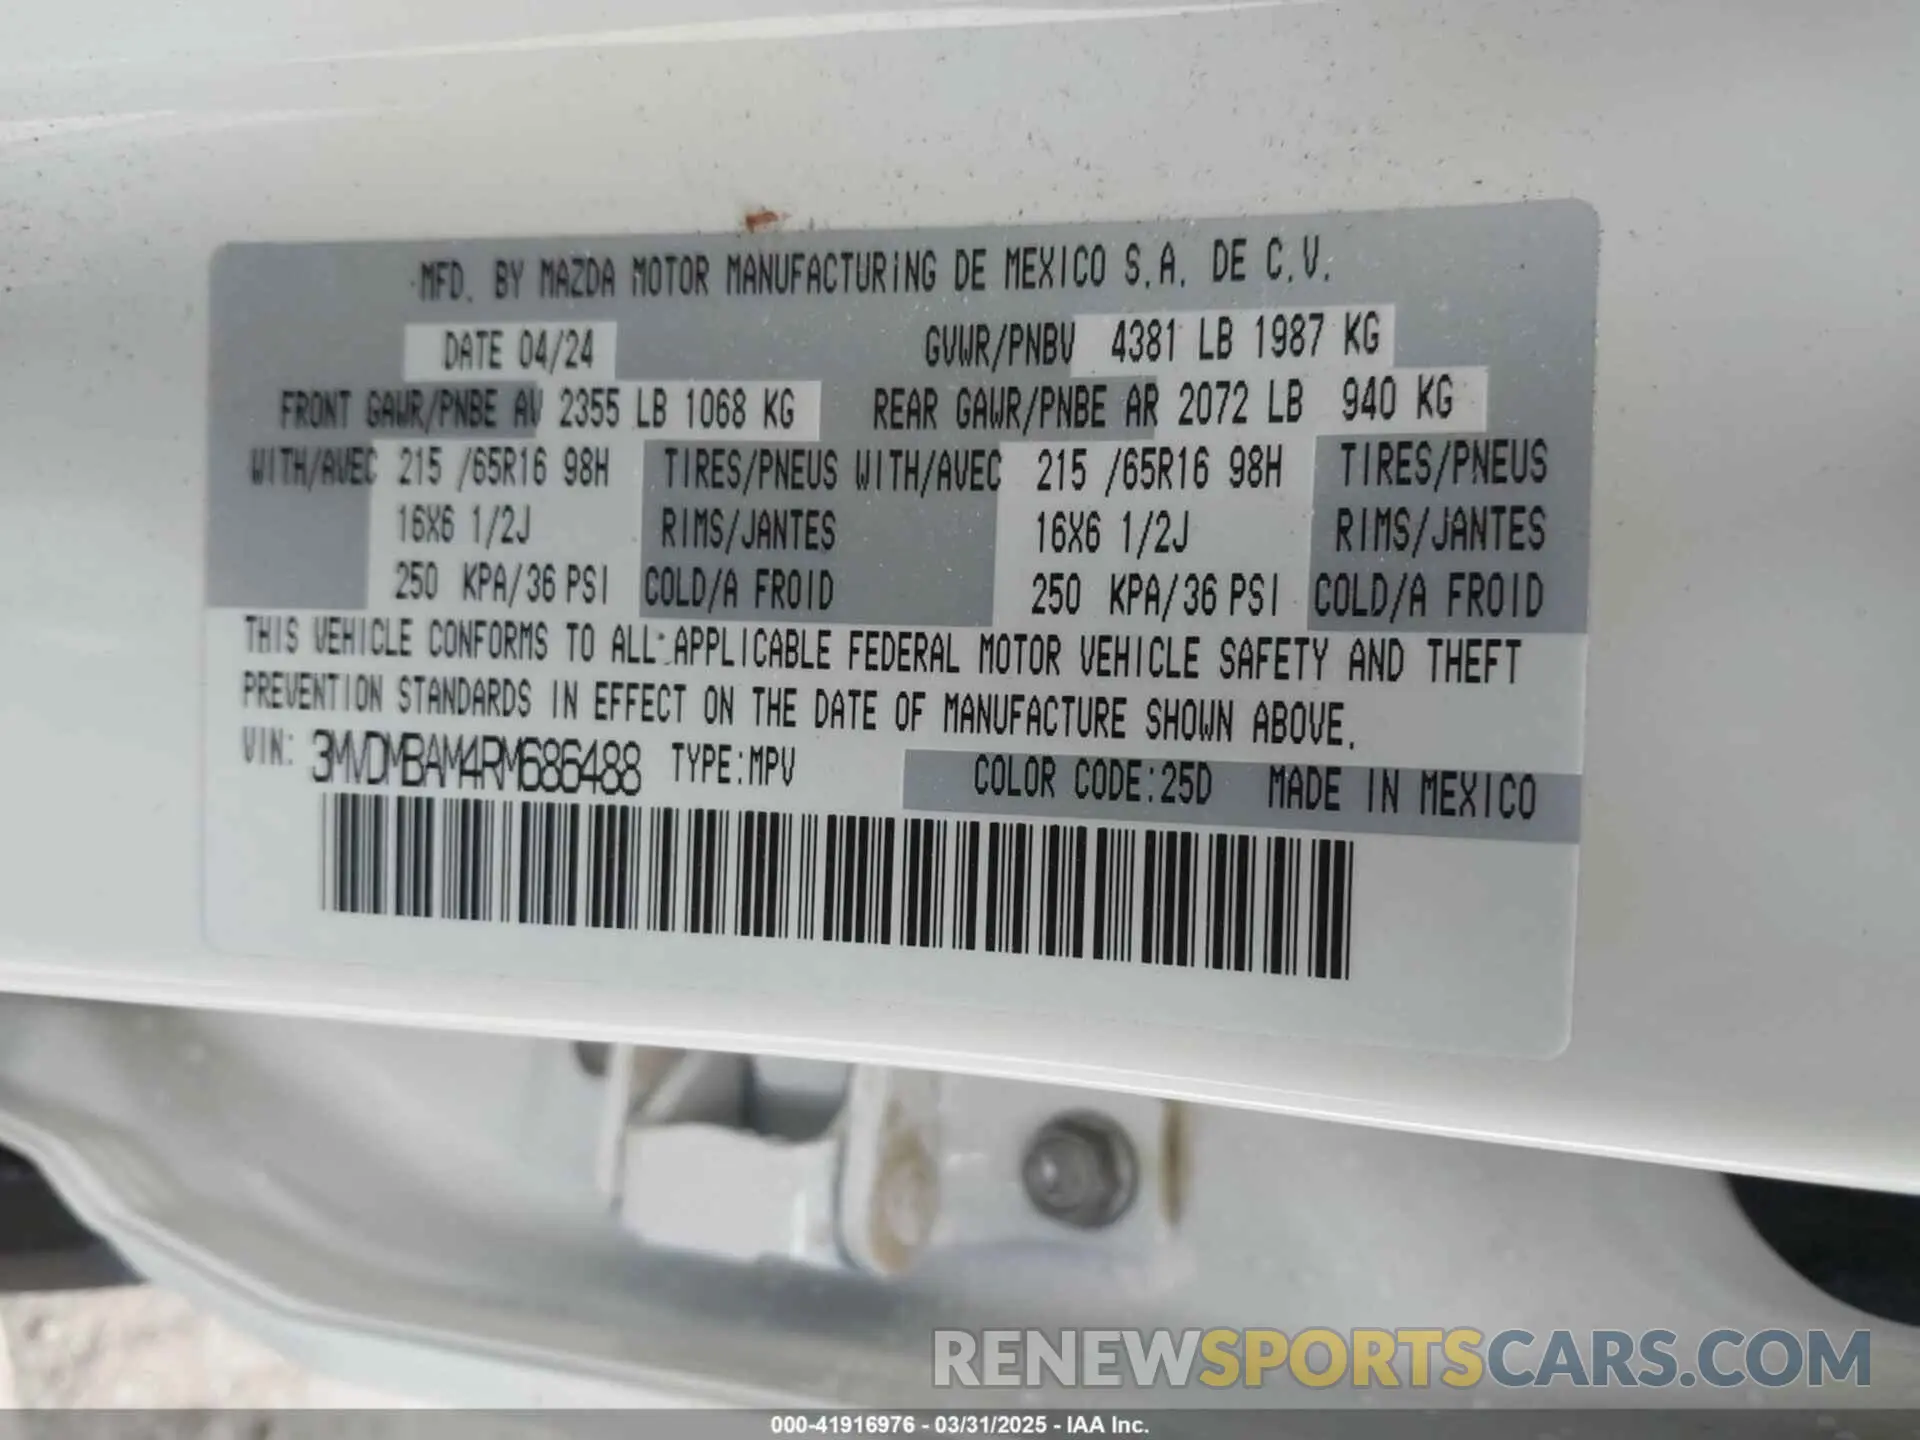 MFD. BY MAZDA MOTOR MANUFACTURING DE MEXICO S.A. DE C.V.
DATE 04/24 GVWR/PNBV 4381 LB 1987 KG
FRONT GAWR/PNBE AV 2355 LB 1068 KG REAR GAWR/PNBE AR 2072 LB 940 KG
WITH/AVEC 215 /65R16 98H TIRES/PNEUS WITH/AVEC 215 /65R16 98H TIRES/PNEUS
16X6 1/2J RIMS/JANTES 16X6 1/2J RIMS/JANTES
250 KPA/36 PSI COLD/A FROID 250 KPA/36 PSI COLD/A FROID
THIS VEHICLE CONFORMS TO ALL APPLICABLE FEDERAL MOTOR VEHICLE SAFETY AND THEFT
PREVENTION STANDARDS IN EFFECT ON THE DATE OF MANUFACTURE SHOWN ABOVE.
VIN: 3MVDMBAM4RM686488 TYPE:MPV COLOR CODE:25D MADE IN MEXICO
RENEWSPORTSCARS.COM
000-41916976 - 03/31/2025 - IAA Inc.